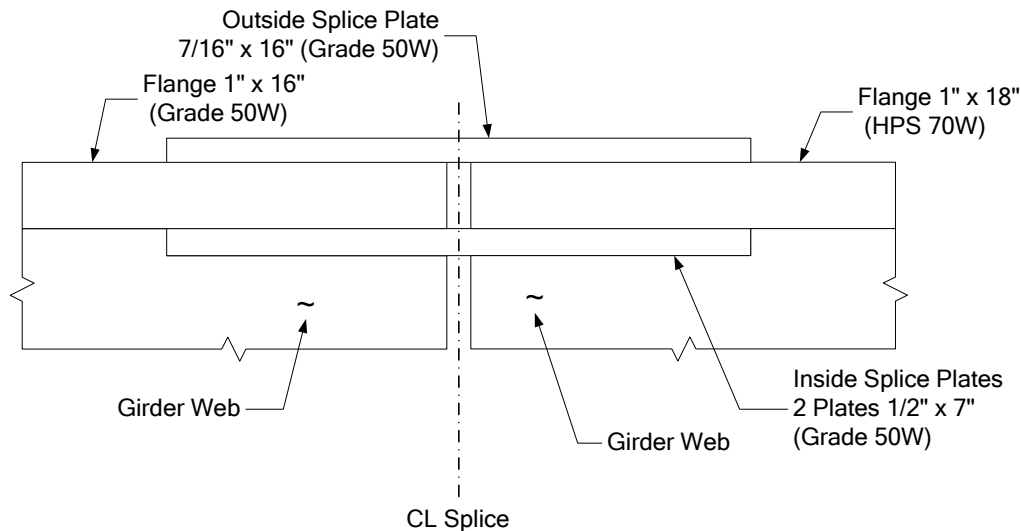 Outside Splice Plate
7/16" x 16" (Grade 50W)
Flange 1" x 16"
(Grade 50W)
Flange 1" x 18"
(HPS 70W)
~
~
Inside Splice Plates
2 Plates 1/2" x 7"
(Grade 50W)
Girder Web
Girder Web
CL Splice